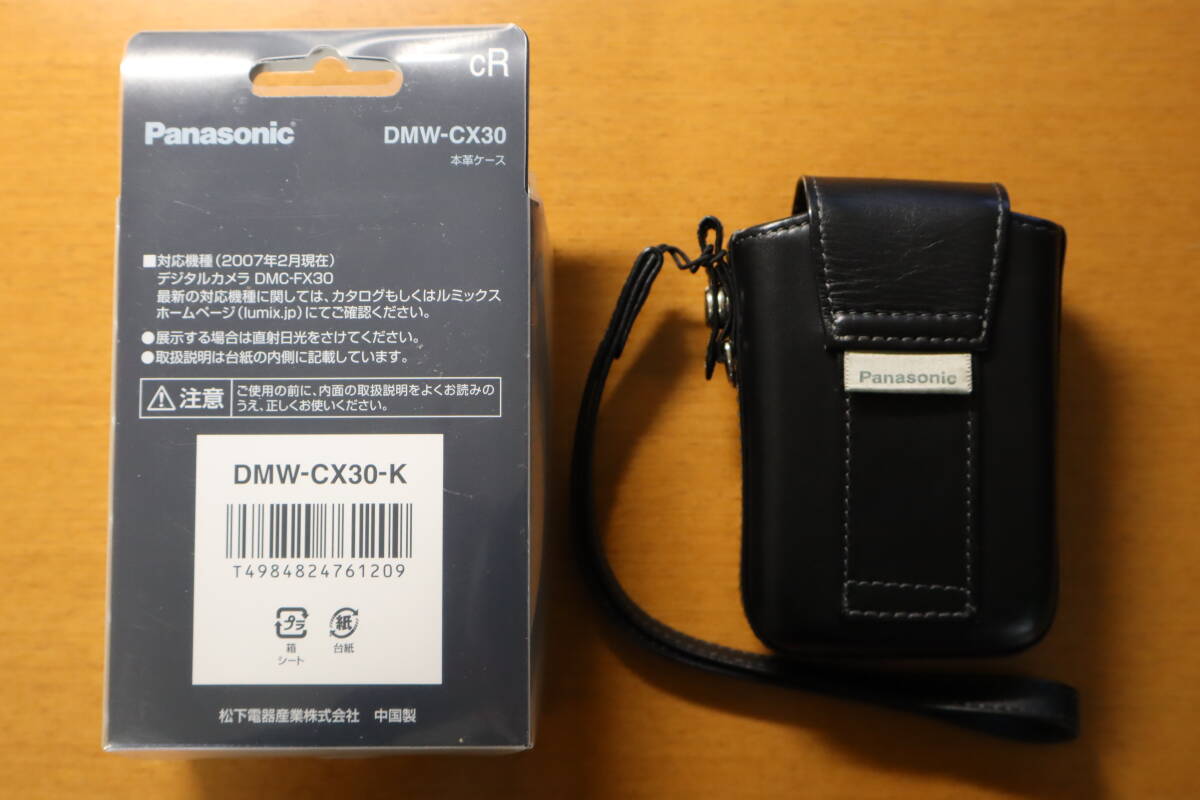 cR
Panasonic
DMW-CX30
本革ケース
■対応機種(2007年2月現在)
デジタルカメラ DMC-FX30
最新の対応機種に関しては、カタログもしくはルミックス
ホームページ(lumix.jp)にてご確認ください。
●展示する場合は直射日光をさけてください。
●取扱説明は台紙の内側に記載しています。
注意
ご使用の前に、内面の取扱説明をよくお読みの
うえ、正しくお使いください。
DMW-CX30-K
T4984824761209
プラ
紙
箱
シート
台紙
松下電器産業株式会社 中国製
Panasonic